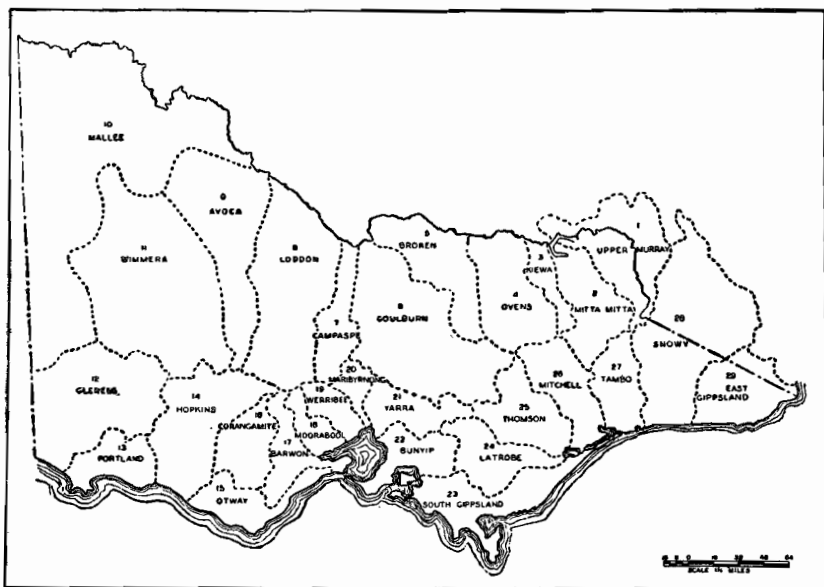 10
MALLEE
9
AVOCA
11
WIMMERA
8
LODDON
5
BROKEN
6
GOULBURN
7
CAMPASPE
3
KIEWA
4
OVENS
1
UPPER MURRAY
2
MITTA MITTA
28
SNOWY
29
EAST
GIPPSLAND
27
TAMBO
26
MITCHELL
25
THOMSON
24
LATROBE
23
SOUTH GIPPSLAND
22
BUNYIP
21
YARRA
20
MARIBYRNONG
19
WERRIBEE
18
MOORABOOL
17
BARWON
16
CORANGAMITE
15
OTWAY
14
HOPKINS
13
PORTLAND
12
GLENELG
SCALE IN MILES